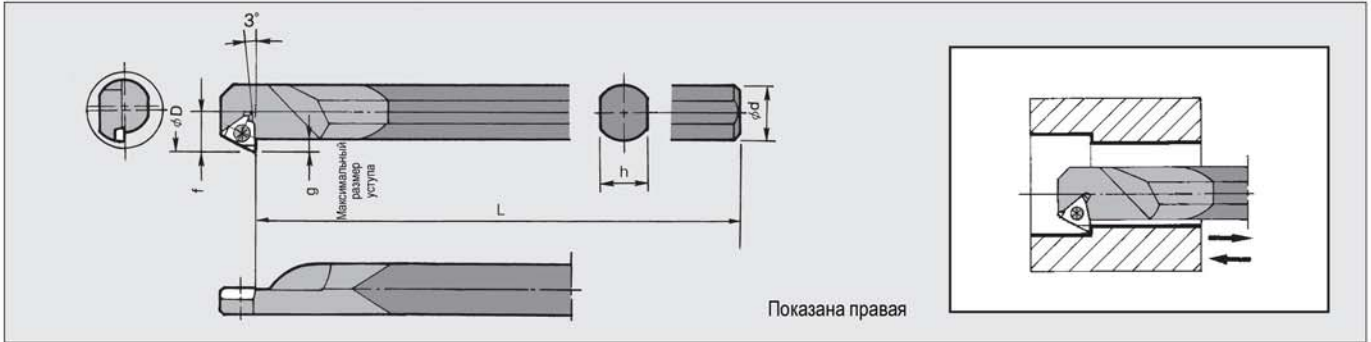 3°
φD
f
g
Максимальный
размер
уступа
L
h
φd
Показана правая